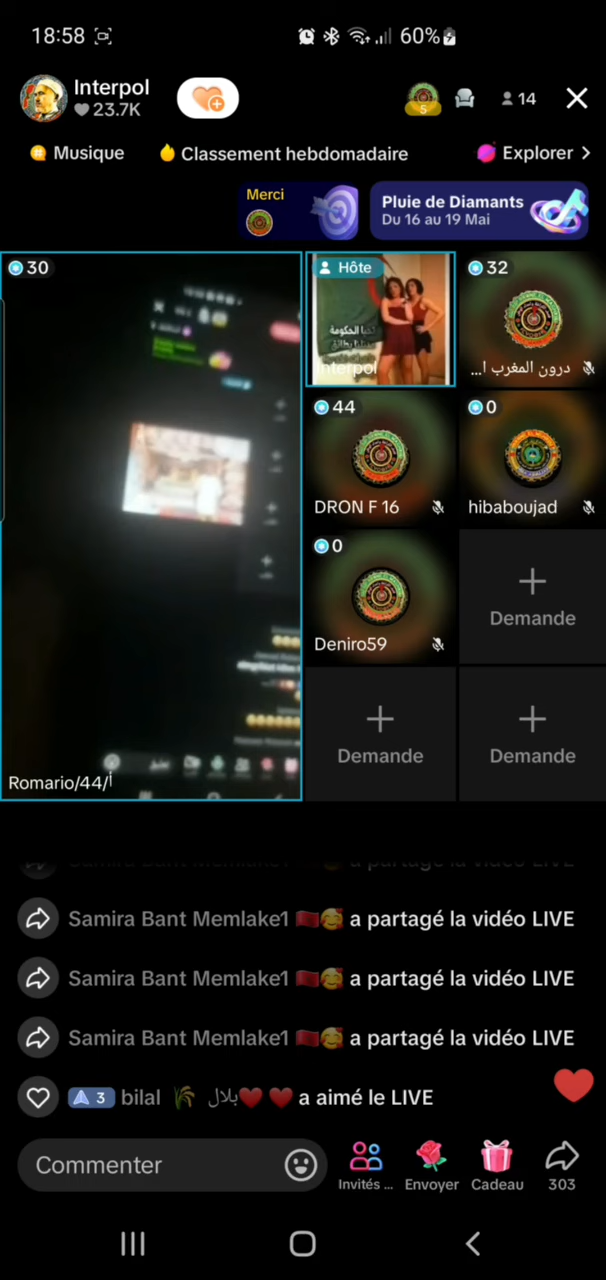 18:58
60%
Interpol
23.7K
S
14
Musique
Classement hebdomadaire
Explorer
Merci
Pluie de Diamants
Du 16 au 19 Mai
30
Hôte
Interpol
32
درون المغرب ا...
44
DRON F 16
0
hibaboujad
0
Deniro59
Demande
Demande
Demande
Romario/44/أ
Samira Bant Memlake1 🇲🇦🥰 a partagé la vidéo LIVE
Samira Bant Memlake1 🇲🇦🥰 a partagé la vidéo LIVE
Samira Bant Memlake1 🇲🇦🥰 a partagé la vidéo LIVE
3 bilal 🌾 بلال❤️ ❤️ a aimé le LIVE
Commenter
Invités ...
Envoyer
Cadeau
303